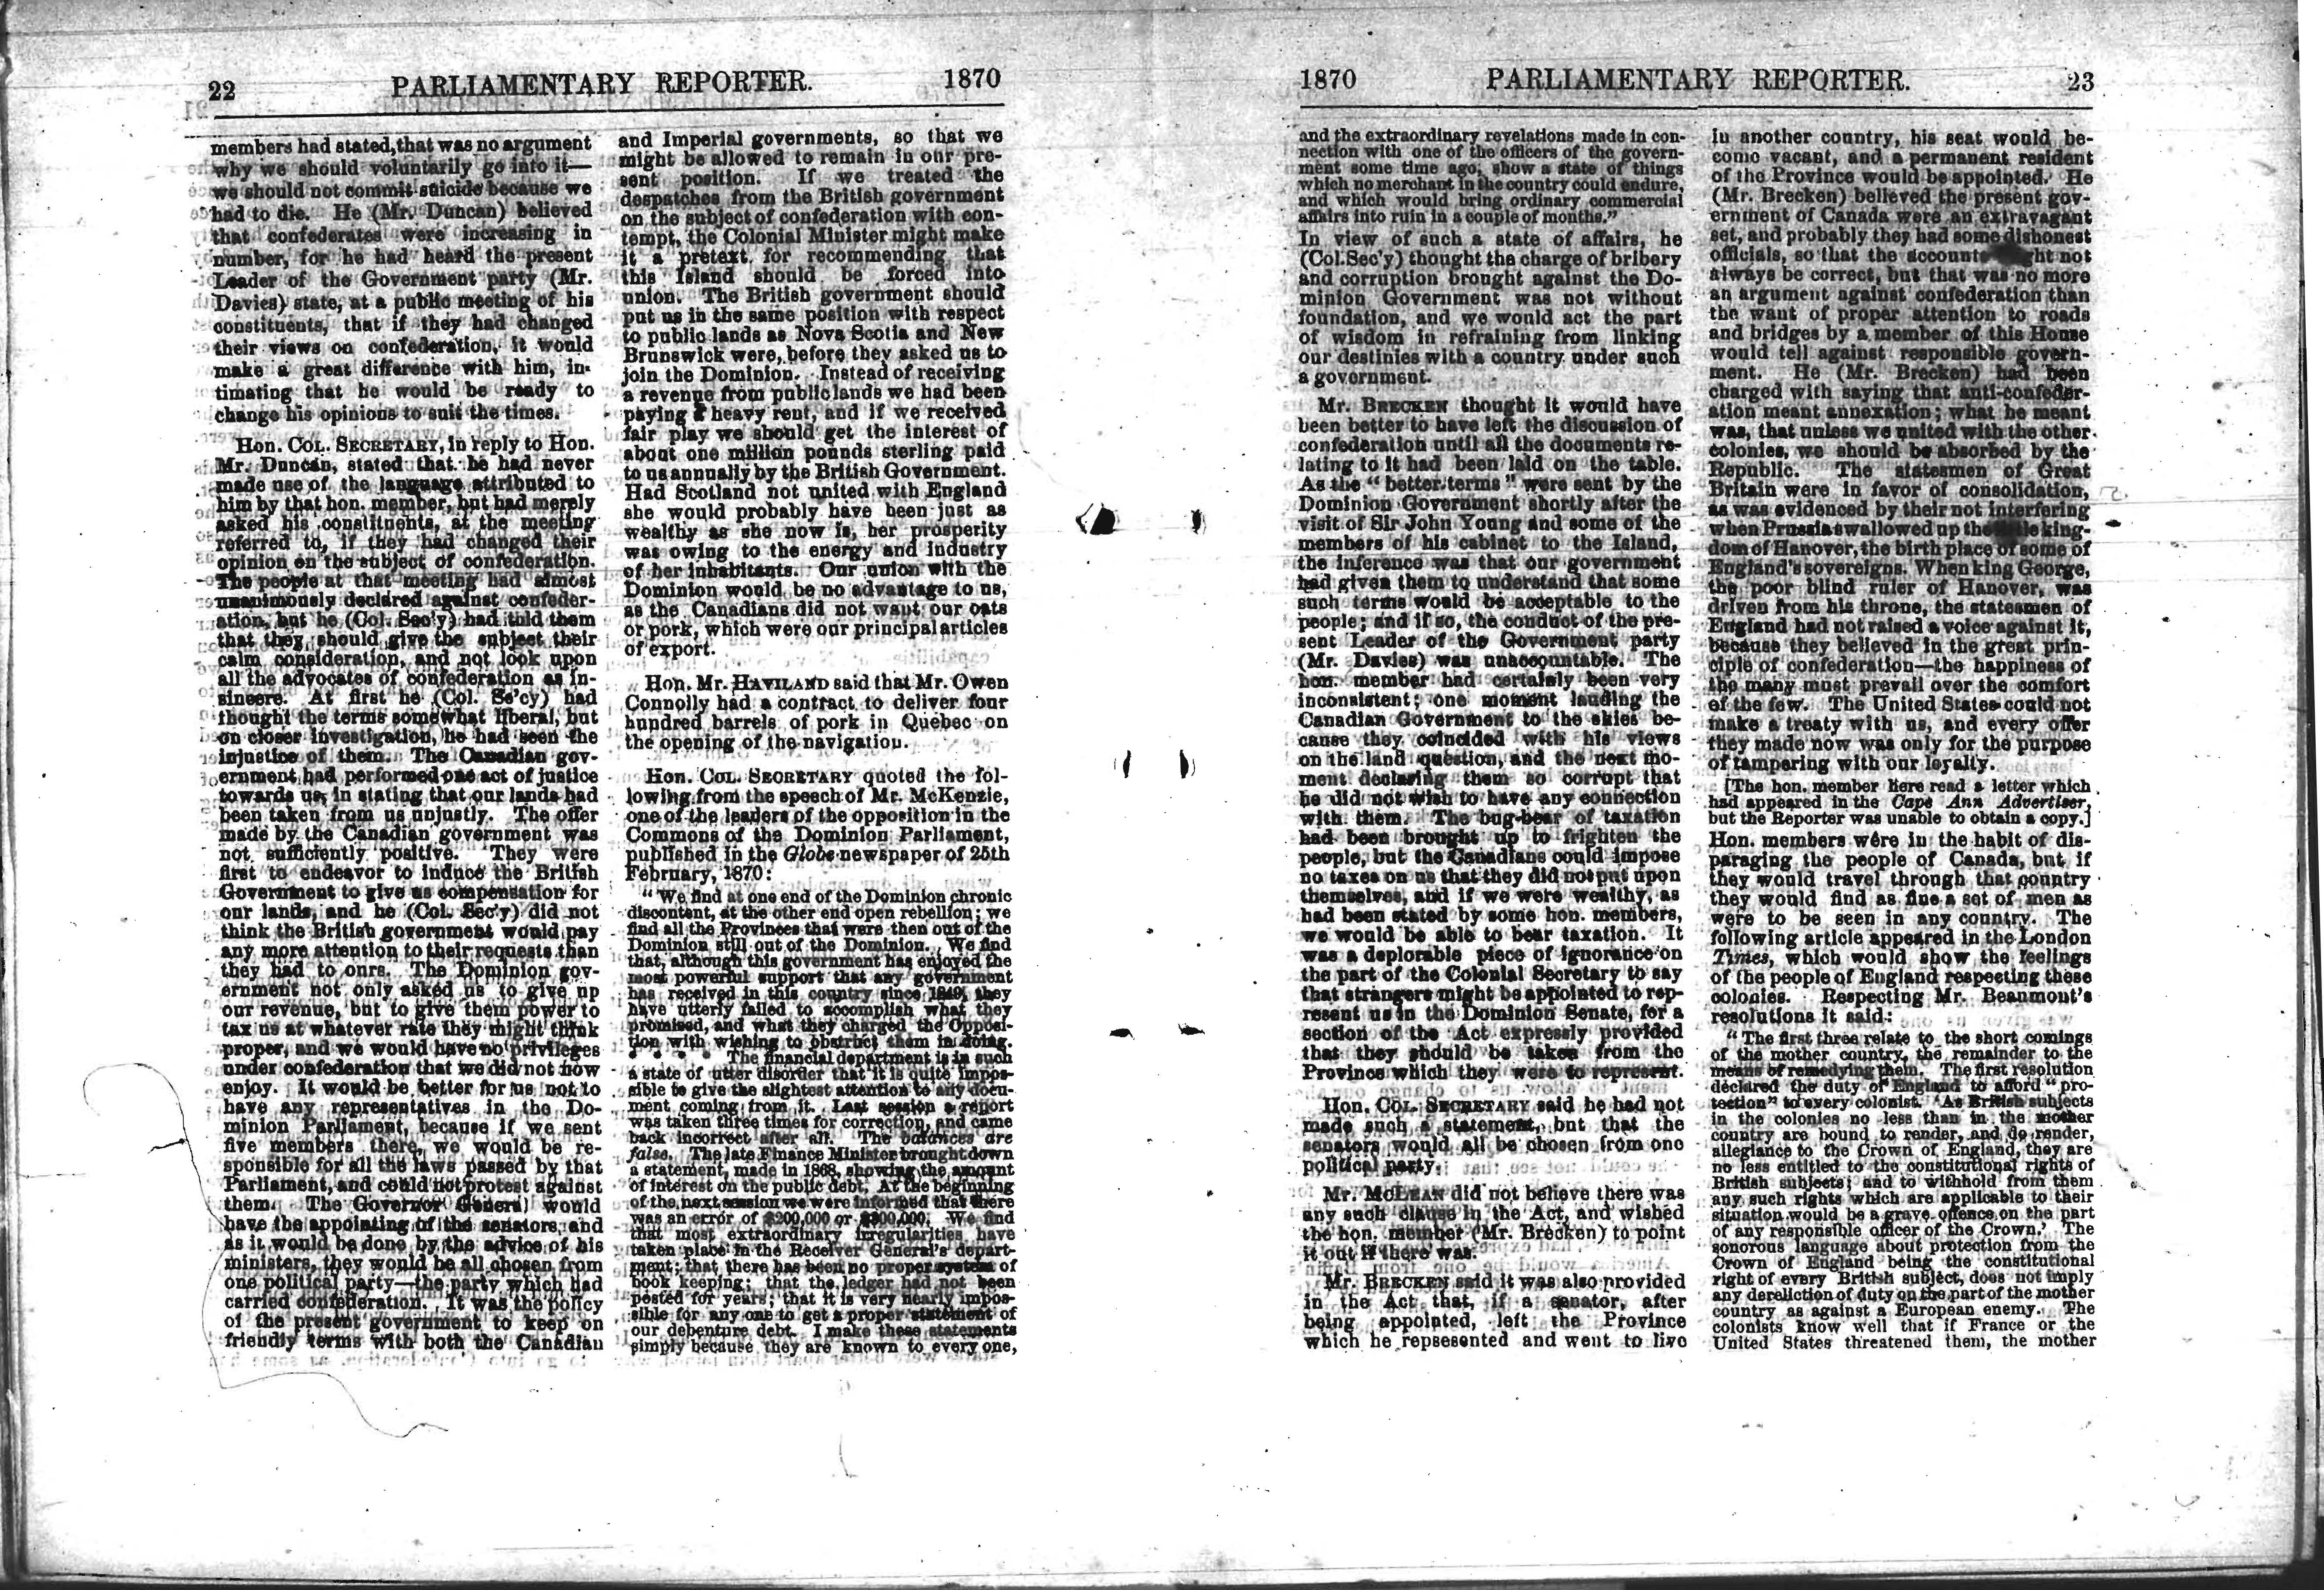 22 PARLIAMENTARY REPORTER. 1870
members had stated, that was no argument
why we should voluntarily go into it—
we should not commit suicide because we
had to die. He (Mr. Duncan) believed
that confederates were increasing in
number, for he had heard the present
Leader of the Government party (Mr.
Davies) state, at a public meeting of his
constituents, that if they had changed
their views on confederation, it would
make a great difference with him, in-
timating that he would be ready to
change his opinions to suit the times.
Hon. COL. SECRETARY, in reply to Hon.
Mr. Duncan, stated that he had never
made use of the language attributed to
him by that hon. member, but had merely
asked his constituents, at the meeting
referred to, if they had changed their
opinion on the subject of confederation.
The people at that meeting had almost
unanimously declared against confeder-
ation, but he (Col. Sec'y) had told them
that they should give the subject their
calm consideration, and not look upon
all the advocates of confederation as in-
sincere. At first he (Col. Se'cy) had
thought the terms somewhat liberal, but
on closer investigation, he had seen the
injustice of them. The Canadian gov-
ernment had performed one act of justice
towards us, in stating that our lands had
been taken from us unjustly. The offer
made by the Canadian government was
not sufficiently positive. They were
first to endeavor to induce the British
Government to give us compensation for
our lands, and he (Col. Sec'y) did not
think the British government would pay
any more attention to their requests than
they had to ours. The Dominion gov-
ernment not only asked us to give up
our revenue, but to give them power to
tax us at whatever rate they might think
proper, and we would have no privileges
under confederation that we did not now
enjoy. It would be better for us not to
have any representatives in the Do-
minion Parliament, because if we sent
five members there, we would be re-
sponsible for all the laws passed by that
Parliament, and could not protest against
them. The Governor General would
have the appointing of the senators, and
as it would be done by the advice of his
ministers, they would be all chosen from
one political party—the party which had
carried confederation. It was the policy
of the present government to keep on
friendly terms with both the Canadian
and Imperial governments, so that we
might be allowed to remain in our pre-
sent position. If we treated the
despatches from the British government
on the subject of confederation with con-
tempt, the Colonial Minister might make
it a pretext for recommending that
this Island should be forced into
union. The British government should
put us in the same position with respect
to public lands as Nova Scotia and New
Brunswick were, before they asked us to
join the Dominion. Instead of receiving
a revenue from public lands we had been
paying a heavy rent, and if we received
fair play we should get the interest of
about one million pounds sterling paid
to us annually by the British Government.
Had Scotland not united with England
she would probably have been just as
wealthy as she now is, her prosperity
was owing to the energy and industry
of her inhabitants. Our union with the
Dominion would be no advantage to us,
as the Canadians did not want our oats
or pork, which were our principal articles
of export.
Hon. Mr. HAVILAND said that Mr. Owen
Connolly had a contract to deliver four
hundred barrels of pork in Quebec on
the opening of the navigation.
Hon. COL. SECRETARY quoted the fol-
lowing from the speech of Mr. McKenzie,
one of the leaders of the opposition in the
Commons of the Dominion Parliament,
published in the Globe newspaper of 25th
February, 1870:
"We find at one end of the Dominion chronic
discontent, at the other end open rebellion; we
find all the Provinces that were then out of the
Dominion still out of the Dominion. We find
that, although this government has enjoyed the
most powerful support that any government
has received in this country since 1849, they
have utterly failed to accomplish what they
promised, and what they charged the Opposi-
tion with wishing to obstruct them in doing.
* * * * The financial department is in such
a state of utter disorder that it is quite impos-
sible to give the slightest attention to any docu-
ment coming from it. Last session a report
was taken three times for correction, and came
back incorrect after all. The balances are
false. The late Finance Minister brought down
a statement, made in 1868, showing the amount
of interest on the public debt. At the beginning
of the next session we were informed that there
was an error of $200,000 or $300,000. We find
that most extraordinary irregularities have
taken place in the Receiver General's depart-
ment; that there has been no proper system of
book keeping; that the ledger had not been
posted for years; that it is very nearly impos-
sible for any one to get a proper statement of
our debenture debt. I make these statements
simply because they are known to every one,
1870 PARLIAMENTARY REPORTER. 23
and the extraordinary revelations made in con-
nection with one of the officers of the govern-
ment some time ago, show a state of things
which no merchant in the country could endure,
and which would bring ordinary commercial
affairs into ruin in a couple of months."
In view of such a state of affairs, he
(Col. Sec'y) thought the charge of bribery
and corruption brought against the Do-
minion Government was not without
foundation, and we would act the part
of wisdom in refraining from linking
our destinies with a country under such
a government.
Mr. BRECKEN thought it would have
been better to have left the discussion of
confederation until all the documents re-
lating to it had been laid on the table.
As the "better terms" were sent by the
Dominion Government shortly after the
visit of Sir John Young and some of the
members of his cabinet to the Island,
the inference was that our government
had given them to understand that some
such terms would be acceptable to the
people; and if so, the conduct of the pre-
sent Leader of the Government party
(Mr. Davies) was unaccountable. The
hon. member had certainly been very
inconsistent; one moment lauding the
Canadian Government to the skies be-
cause they coincided with his views
on the land question, and the next mo-
ment declaring them so corrupt that
he did not wish to have any connection
with them. The bug-bear of taxation
had been brought up to frighten the
people, but the Canadians could impose
no taxes on us that they did not put upon
themselves, and if we were wealthy, as
had been stated by some hon. members,
we would be able to bear taxation. It
was a deplorable piece of ignorance on
the part of the Colonial Secretary to say
that strangers might be appointed to rep-
resent us in the Dominion Senate, for a
section of the Act expressly provided
that they should be taken from the
Province which they were to represent.
Hon. COL. SECRETARY said he had not
made such a statement, but that the
senators would all be chosen from one
political party.
Mr. MCLEAN did not believe there was
any such clause in the Act, and wished
the hon. member (Mr. Brecken) to point
it out if there was.
Mr. BRECKEN said it was also provided
in the Act that, if a senator, after
being appointed, left the Province
which he repsesented and went to live
in another country, his seat would be-
come vacant, and a permanent resident
of the Province would be appointed. He
(Mr. Brecken) believed the present gov-
ernment of Canada were an extravagant
set, and probably they had some dishonest
officials, so that the accounts not
always be correct, but that was no more
an argument against confederation than
the want of proper attention to roads
and bridges by a member of this House
would tell against responsible govern-
ment. He (Mr. Brecken) had been
charged with saying that anti-confeder-
ation meant annexation; what he meant
was, that unless we united with the other
colonies, we should be absorbed by the
Republic. The statesmen of Great
Britain were in favor of consolidation,
as was evidenced by their not interfering
when Prussia swallowed up the king-
dom of Hanover, the birth place of some of
England's sovereigns. When king George,
the poor blind ruler of Hanover, was
driven from his throne, the statesmen of
England had not raised a voice against it,
because they believed in the great prin-
ciple of confederation—the happiness of
the many must prevail over the comfort
of the few. The United States could not
make a treaty with us, and every offer
they made now was only for the purpose
of tampering with our loyalty.
[The hon. member here read a letter which
had appeared in the Cape Ann Advertiser,
but the Reporter was unable to obtain a copy.]
Hon. members were in the habit of dis-
paraging the people of Canada, but if
they would travel through that country
they would find as fine a set of men as
were to be seen in any country. The
following article appeared in the London
Times, which would show the feelings
of the people of England respecting these
colonies. Respecting Mr. Beaumont's
resolutions it said:
"The first three relate to the short comings
of the mother country, the remainder to the
means of remedying them. The first resolution
declared the duty of England to afford "pro-
tection" to every colonist. 'As British subjects
in the colonies no less than in the mother
country are bound to render, and do render,
allegiance to the Crown of England, they are
no less entitled to the constitutional rights of
British subjects; and to withhold from them
any such rights which are applicable to their
situation would be a grave offence on the part
of any responsible officer of the Crown.' The
sonorous language about protection from the
Crown of England being the constitutional
right of every British subject, does not imply
any dereliction of duty on the part of the mother
country as against a European enemy. The
colonists know well that if France or the
United States threatened them, the mother